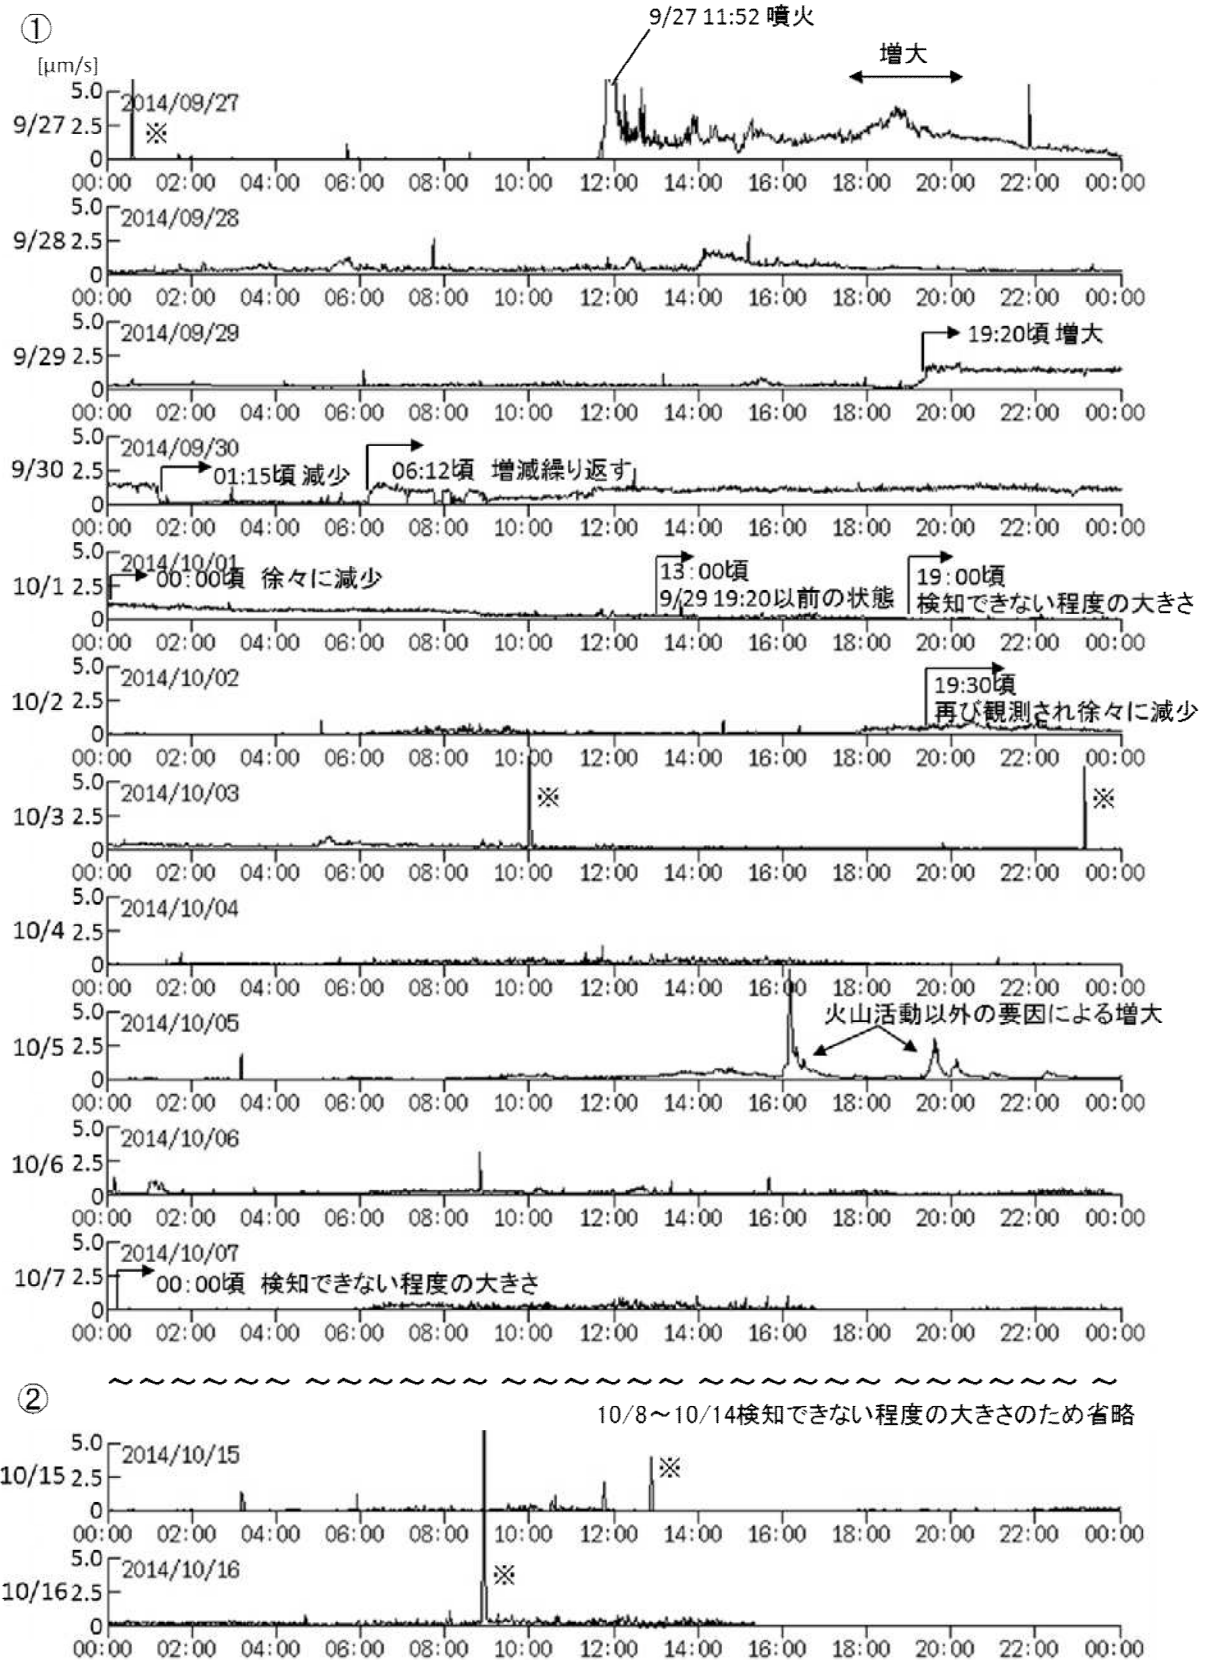 ①
9/27 11:52 噴火
[μm/s]
増大
5.0
2014/09/27
9/27 2.5
※
0
00:00 02:00 04:00 06:00 08:00 10:00 12:00 14:00 16:00 18:00 20:00 22:00 00:00
5.0
2014/09/28
9/28 2.5
0
00:00 02:00 04:00 06:00 08:00 10:00 12:00 14:00 16:00 18:00 20:00 22:00 00:00
5.0
2014/09/29
19:20頃 増大
9/29 2.5
0
00:00 02:00 04:00 06:00 08:00 10:00 12:00 14:00 16:00 18:00 20:00 22:00 00:00
5.0
2014/09/30
9/30 2.5
01:15頃 減少
06:12頃 増減繰り返す
0
00:00 02:00 04:00 06:00 08:00 10:00 12:00 14:00 16:00 18:00 20:00 22:00 00:00
5.0
2014/10/01
00:00頃 徐々に減少
13:00頃
19:00頃
10/1 2.5
9/29 19:20以前の状態
検知できない程度の大きさ
0
00:00 02:00 04:00 06:00 08:00 10:00 12:00 14:00 16:00 18:00 20:00 22:00 00:00
5.0
2014/10/02
19:30頃
10/2 2.5
再び観測され徐々に減少
0
00:00 02:00 04:00 06:00 08:00 10:00 12:00 14:00 16:00 18:00 20:00 22:00 00:00
5.0
2014/10/03
※
※
10/3 2.5
0
00:00 02:00 04:00 06:00 08:00 10:00 12:00 14:00 16:00 18:00 20:00 22:00 00:00
5.0
2014/10/04
10/4 2.5
0
00:00 02:00 04:00 06:00 08:00 10:00 12:00 14:00 16:00 18:00 20:00 22:00 00:00
5.0
2014/10/05
火山活動以外の要因による増大
10/5 2.5
0
00:00 02:00 04:00 06:00 08:00 10:00 12:00 14:00 16:00 18:00 20:00 22:00 00:00
5.0
2014/10/06
10/6 2.5
0
00:00 02:00 04:00 06:00 08:00 10:00 12:00 14:00 16:00 18:00 20:00 22:00 00:00
5.0
2014/10/07
10/7 2.5
00:00頃 検知できない程度の大きさ
0
00:00 02:00 04:00 06:00 08:00 10:00 12:00 14:00 16:00 18:00 20:00 22:00 00:00
②
10/8～10/14検知できない程度の大きさのため省略
5.0
2014/10/15
10/15 2.5
※
0
00:00 02:00 04:00 06:00 08:00 10:00 12:00 14:00 16:00 18:00 20:00 22:00 00:00
5.0
2014/10/16
10/16 2.5
※
0
00:00 02:00 04:00 06:00 08:00 10:00 12:00 14:00 16:00 18:00 20:00 22:00 00:00